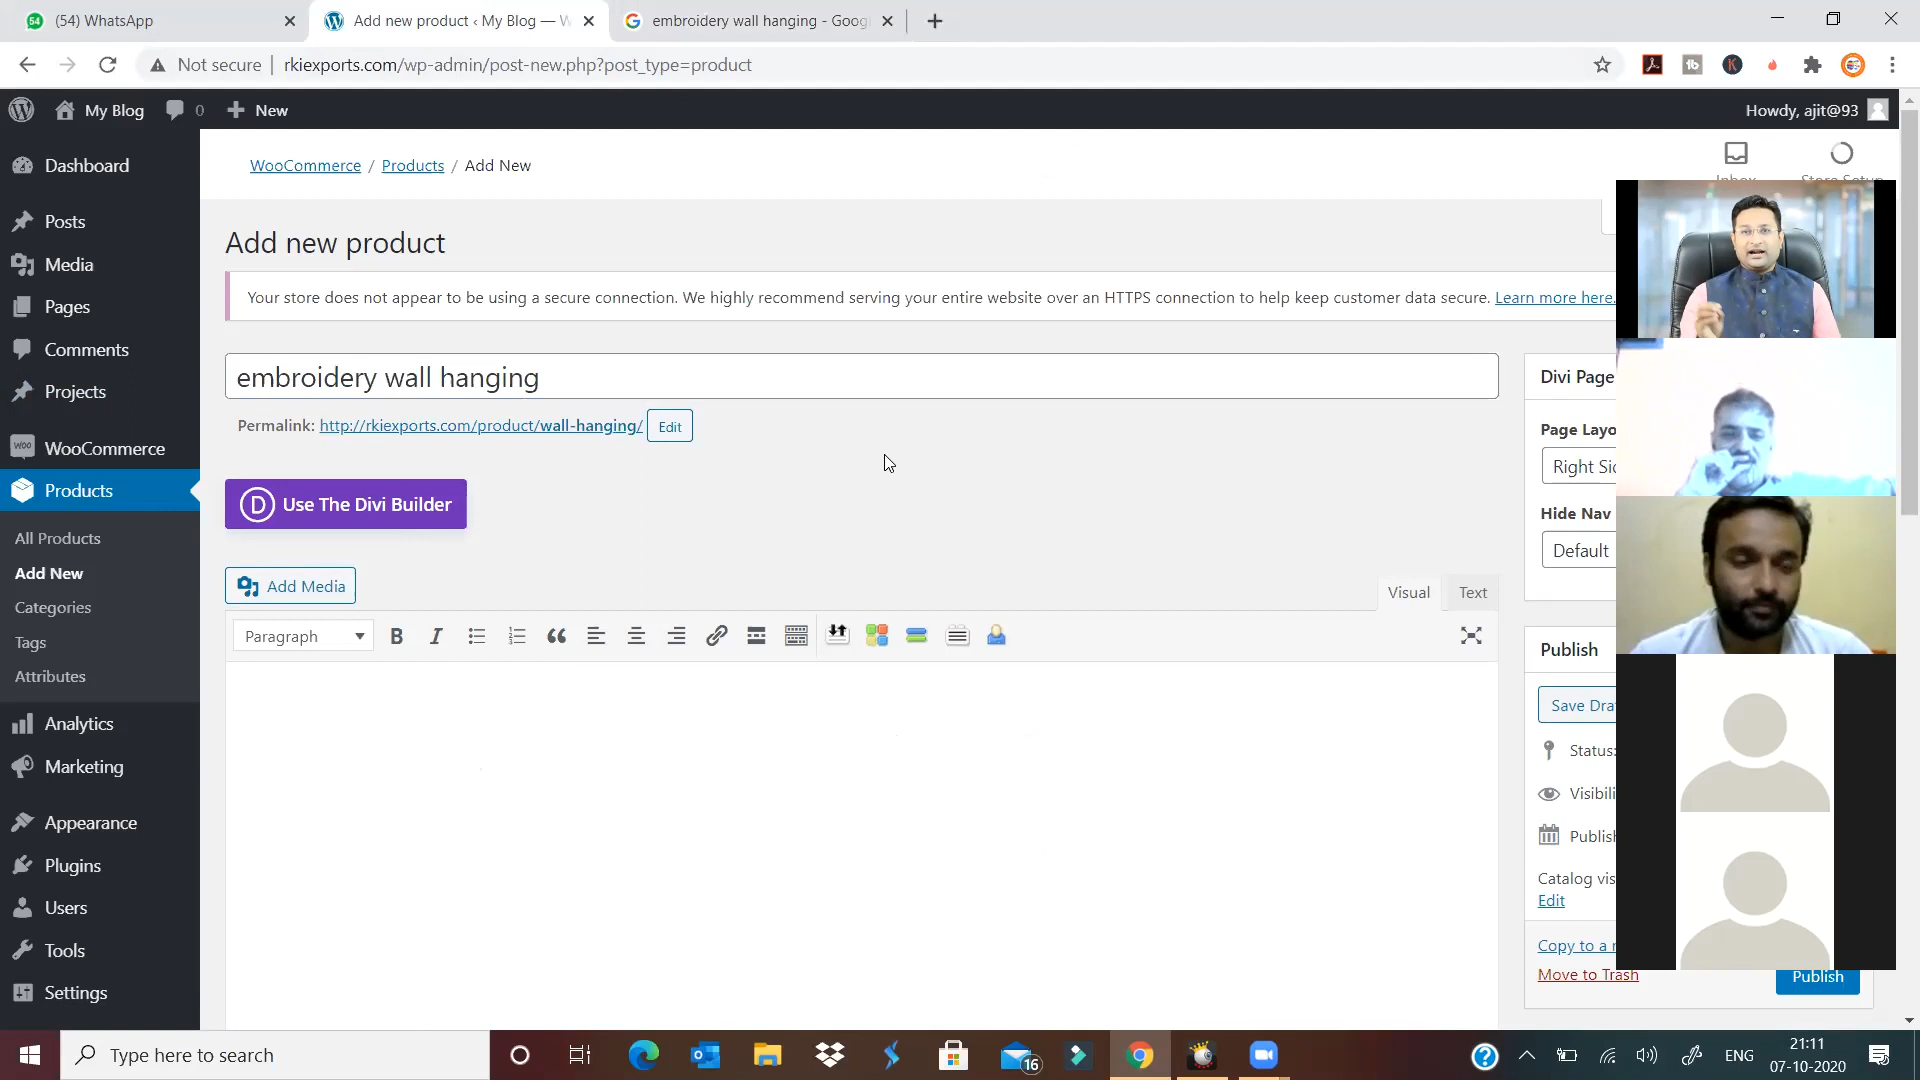 54
(54) WhatsApp
Add new product ‹ My Blog — W
embroidery wall hanging - Goog
Not secure
rkiexports.com/wp-admin/post-new.php?post_type=product
My Blog
0
New
Howdy, ajit@93
Dashboard
Posts
Media
Pages
Comments
Projects
WooCommerce
Products
All Products
Add New
Categories
Tags
Attributes
Analytics
Marketing
Appearance
Plugins
Users
Tools
Settings
WooCommerce / Products / Add New
Inbox
Store Setup
Add new product
Your store does not appear to be using a secure connection. We highly recommend serving your entire website over an HTTPS connection to help keep customer data secure. Learn more here.
embroidery wall hanging
Permalink: http://rkiexports.com/product/wall-hanging/ Edit
D Use The Divi Builder
Add Media
Visual
Text
Paragraph
B
I
Divi Page
Page Layo
Right Sid
Hide Nav
Default
Publish
Save Dra
Status:
Visibili
Publish
Catalog vis
Edit
Copy to a n
Move to Trash
Publish
Type here to search
16
ENG
21:11
07-10-2020